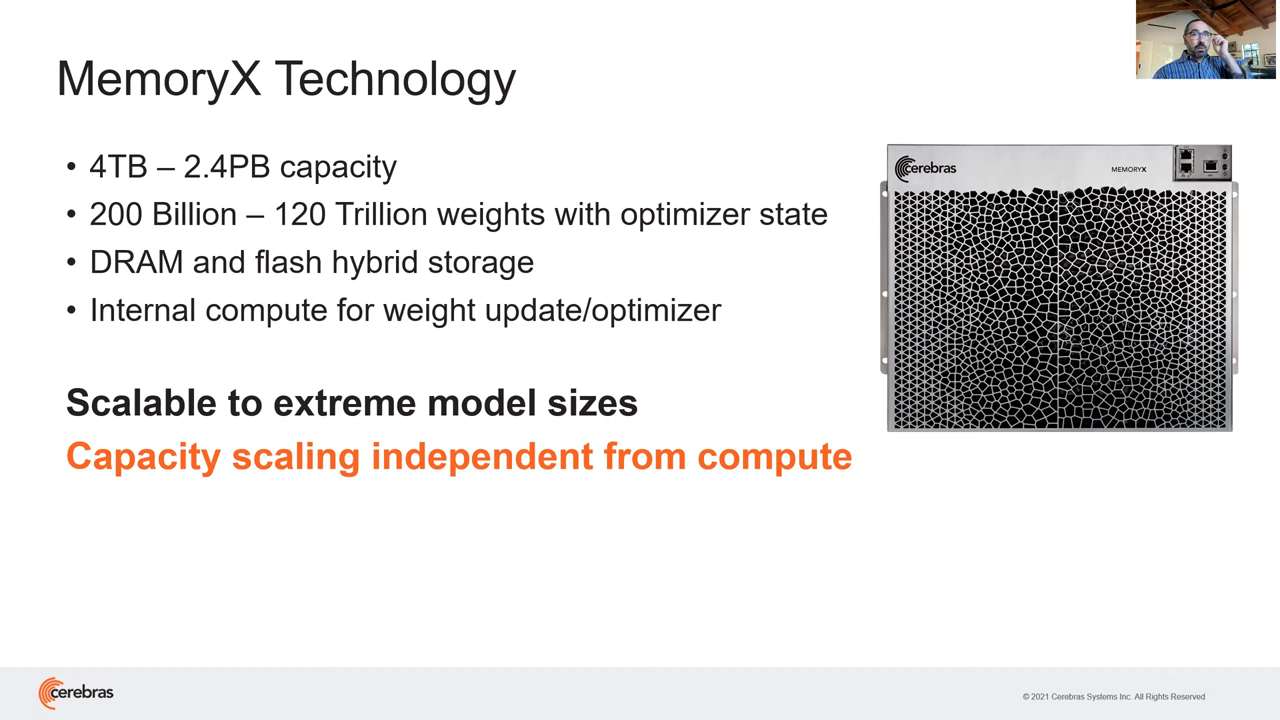 MemoryX Technology
• 4TB – 2.4PB capacity
• 200 Billion – 120 Trillion weights with optimizer state
• DRAM and flash hybrid storage
• Internal compute for weight update/optimizer
Scalable to extreme model sizes
Capacity scaling independent from compute
cerebras
MEMORYX
cerebras
© 2021 Cerebras Systems Inc. All Rights Reserved